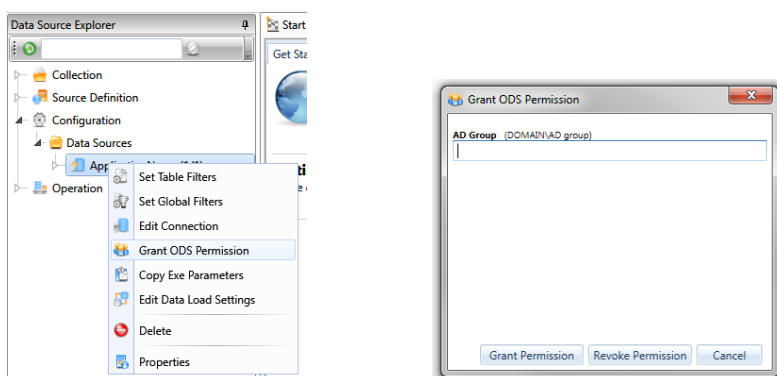 Data Source Explorer
Start
Get Sta
Collection
Source Definition
Configuration
Data Sources
Operation
Set Table Filters
Set Global Filters
Edit Connection
Grant ODS Permission
Copy Exe Parameters
Edit Data Load Settings
Delete
Properties
Grant ODS Permission
AD Group (DOMAIN\AD group)
Grant Permission Revoke Permission Cancel